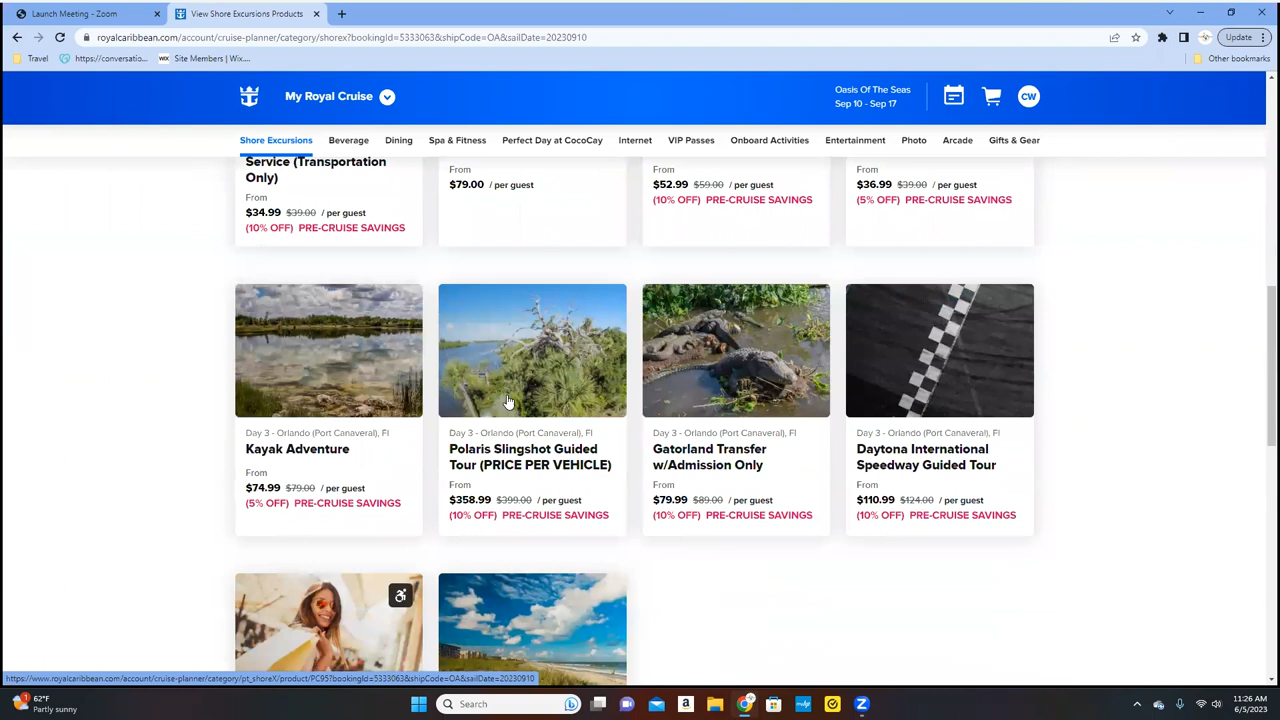 Launch Meeting - Zoom
View Shore Excursions Products
royalcaribbean.com/account/cruise-planner/category/shorex?bookingId=5333063&shipCode=OA&sailDate=20230910
Update
Travel
https://conversatio...
Site Members | Wix....
Other bookmarks
My Royal Cruise
Oasis Of The Seas
Sep 10 - Sep 17
CW
Shore Excursions
Beverage
Dining
Spa & Fitness
Perfect Day at CocoCay
Internet
VIP Passes
Onboard Activities
Entertainment
Photo
Arcade
Gifts & Gear
Service (Transportation
Only)
From
$34.99 $39.00 / per guest
(10% OFF) PRE-CRUISE SAVINGS
From
$79.00 / per guest
From
$52.99 $59.00 / per guest
(10% OFF) PRE-CRUISE SAVINGS
From
$36.99 $39.00 / per guest
(5% OFF) PRE-CRUISE SAVINGS
Day 3 - Orlando (Port Canaveral), Fl
Kayak Adventure
From
$74.99 $79.00 / per guest
(5% OFF) PRE-CRUISE SAVINGS
Day 3 - Orlando (Port Canaveral), Fl
Polaris Slingshot Guided
Tour (PRICE PER VEHICLE)
From
$358.99 $399.00 / per guest
(10% OFF) PRE-CRUISE SAVINGS
Day 3 - Orlando (Port Canaveral), Fl
Gatorland Transfer
w/Admission Only
From
$79.99 $89.00 / per guest
(10% OFF) PRE-CRUISE SAVINGS
Day 3 - Orlando (Port Canaveral), Fl
Daytona International
Speedway Guided Tour
From
$110.99 $124.00 / per guest
(10% OFF) PRE-CRUISE SAVINGS
https://www.royalcaribbean.com/account/cruise-planner/category/pt_shoreX/product/PC95?bookingId=5333063&shipCode=OA&sailDate=20230910
1
62°F
Partly sunny
Search
11:26 AM
6/5/2023